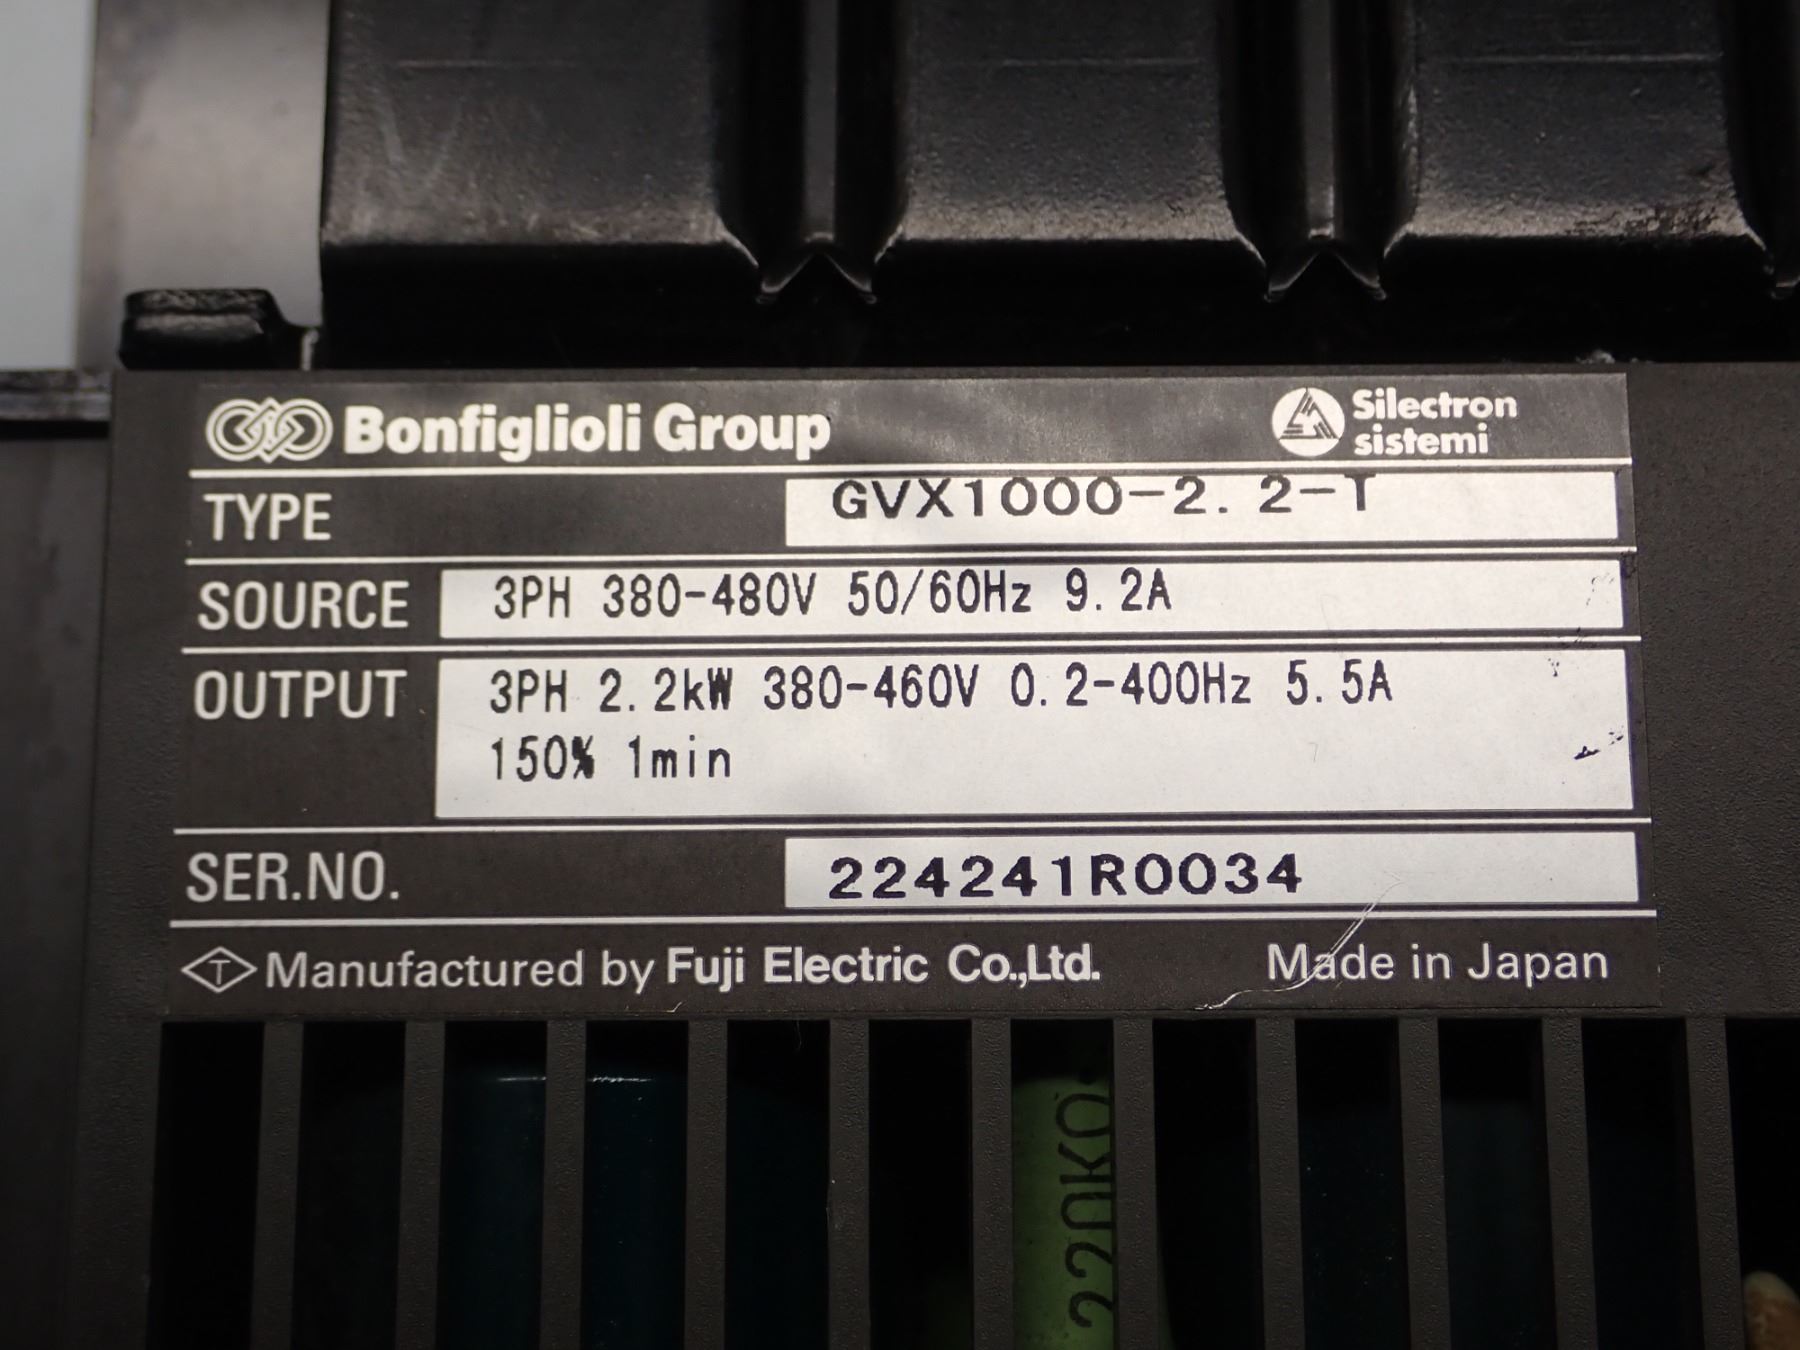 Bonfiglioli Group
Silectron
sistemi
TYPE GVX1000-2.2-T
SOURCE 3PH 380-480V 50/60Hz 9.2A
OUTPUT 3PH 2.2kW 380-460V 0.2-400Hz 5.5A
150% 1min
SER.NO. 224241R0034
T Manufactured by Fuji Electric Co.,Ltd. Made in Japan
220KΩ